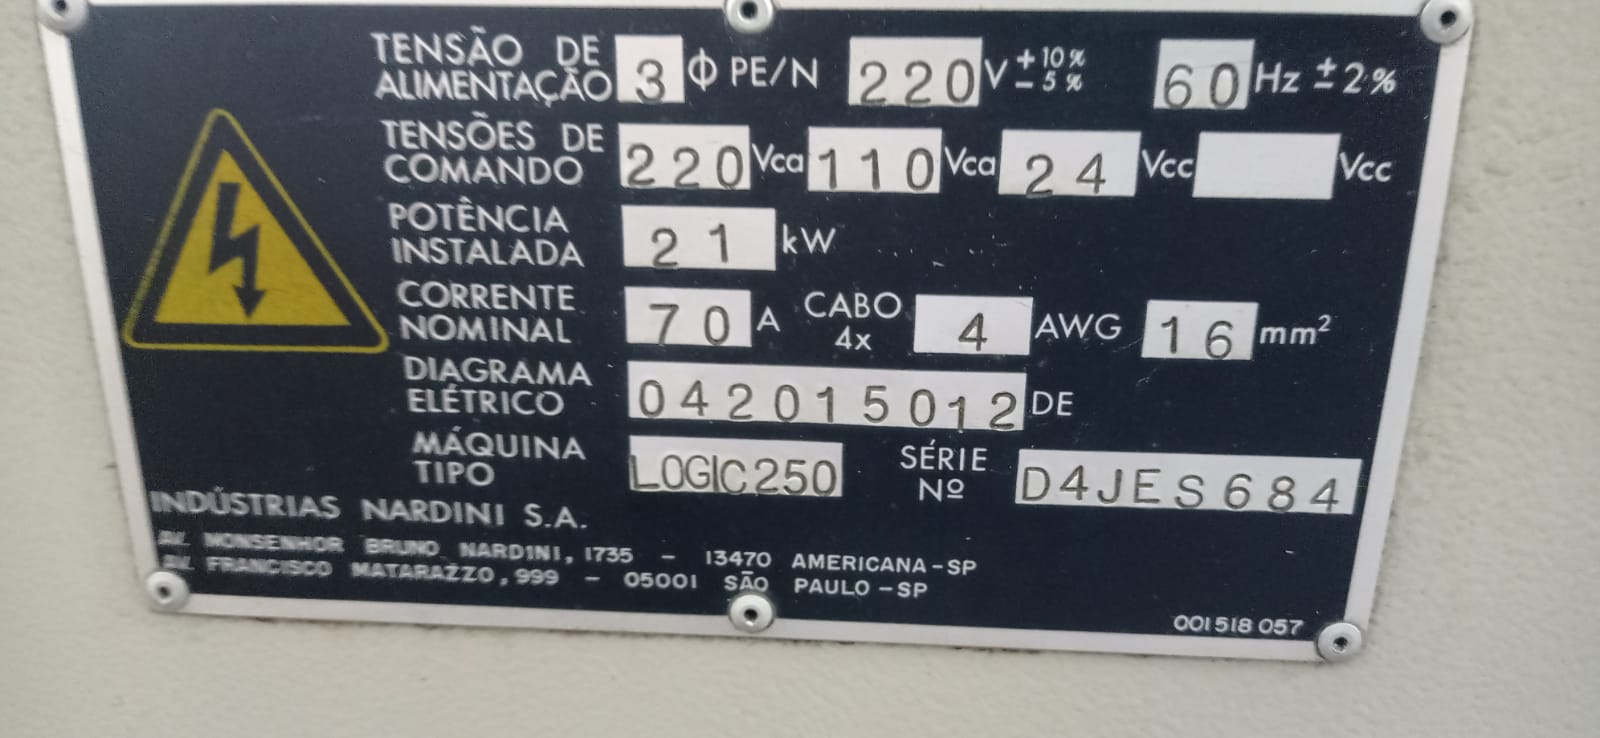 TENSÃO DE
ALIMENTAÇÃO 3 ϕ PE/N 220 V +10% -5% 60 Hz ±2%
TENSÕES DE
COMANDO 220 Vca 110 Vca 24 Vcc Vcc
POTÊNCIA
INSTALADA 21 kW
CORRENTE
NOMINAL 70 A CABO 4x 4 AWG 16 mm²
DIAGRAMA
ELÉTRICO 042015012 DE
MÁQUINA
TIPO LOGIC250 SÉRIE Nº D4JES684
INDÚSTRIAS NARDINI S.A.
AV. MONSENHOR BRUNO NARDINI, 1735 - 13470 AMERICANA-SP
AV. FRANCISCO MATARAZZO, 999 - 05001 SÃO PAULO-SP
001518 057